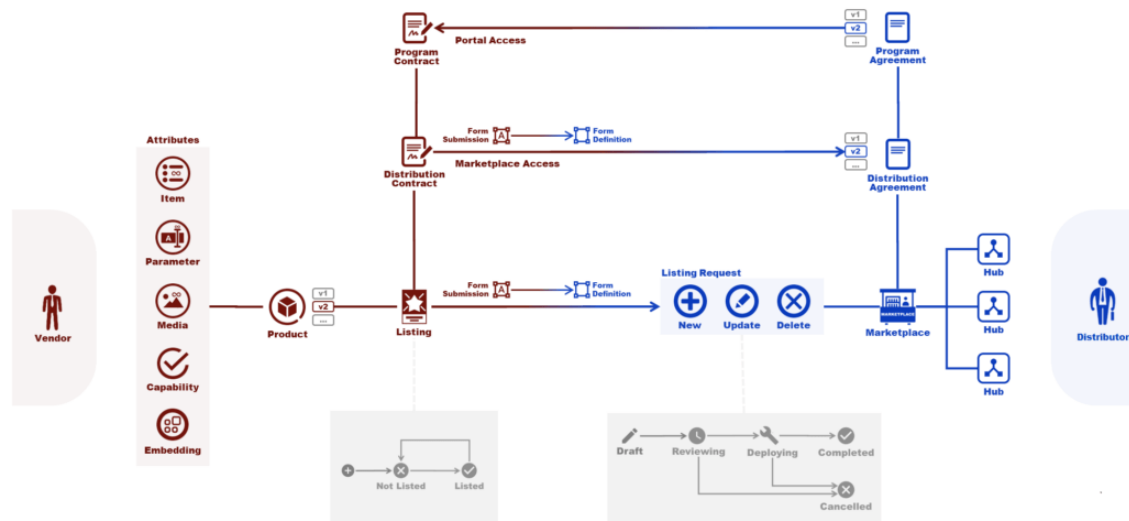 v1
v2
...
Portal Access
Program
Contract
Program
Agreement
Form
Submission
A
Form
Definition
v1
v2
...
Attributes
Marketplace Access
Distribution
Contract
Distribution
Agreement
Item
A
Parameter
Media
Capability
Embedding
Vendor
Product
v1
v2
...
Listing
Form
Submission
A
Form
Definition
Listing Request
New
Update
Delete
MARKETPLACE
Marketplace
Hub
Hub
Hub
Distributor
Not Listed
Listed
Draft
Reviewing
Deploying
Completed
Cancelled